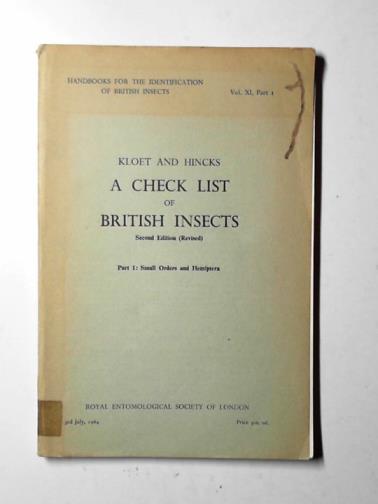 HANDBOOKS FOR THE IDENTIFICATION
OF BRITISH INSECTS
Vol. XI, Part 1
KLOET AND HINCKS
A CHECK LIST
OF
BRITISH INSECTS
Second Edition (Revised)
Part 1: Small Orders and Hemiptera
ROYAL ENTOMOLOGICAL SOCIETY OF LONDON
3rd July, 1964
Price